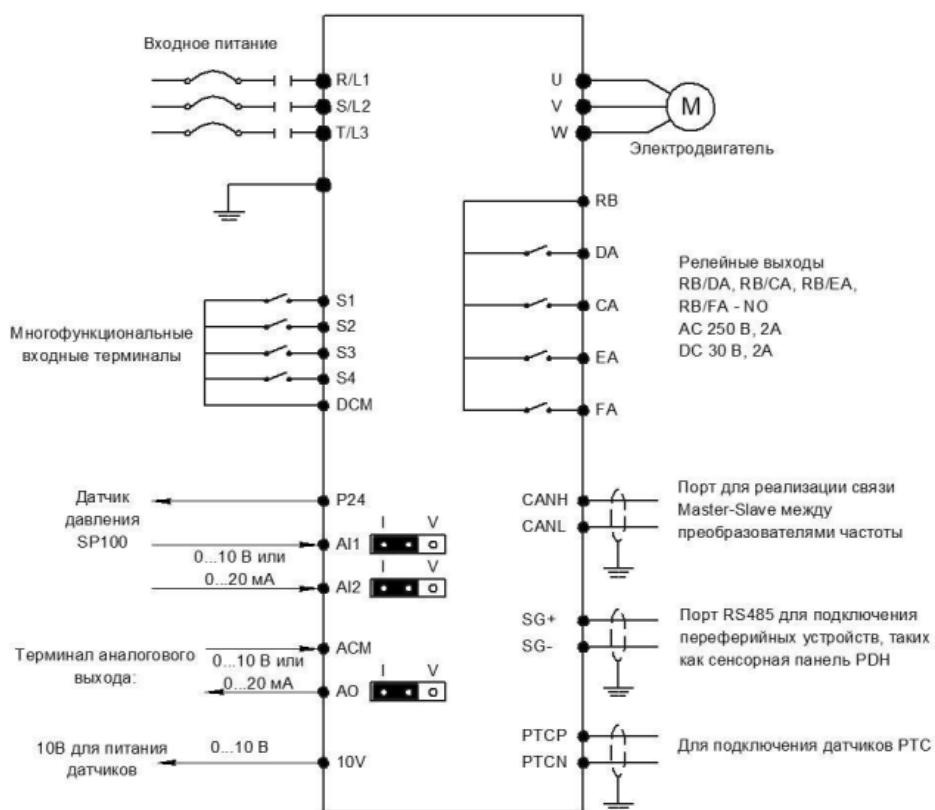 Входное питание
R/L1
S/L2
T/L3
U
V
W
M
Электродвигатель
RB
DA
CA
EA
FA
Релейные выходы
RB/DA, RB/CA, RB/EA,
RB/FA - NO
AC 250 В, 2А
DC 30 В, 2А
Многофункциональные
входные терминалы
S1
S2
S3
S4
DCM
Датчик
давления
SP100
P24
AI1
I V
0...10 В или
0...20 мА
AI2
I V
Терминал аналогового
выхода:
ACM
0...10 В или
0...20 мА
AO
I V
10В для питания
датчиков
0...10 В
10V
CANH
CANL
Порт для реализации связи
Master-Slave между
преобразователями частоты
SG+
SG-
Порт RS485 для подключения
переферийных устройств, таких
как сенсорная панель PDH
PTCP
PTCN
Для подключения датчиков PTC